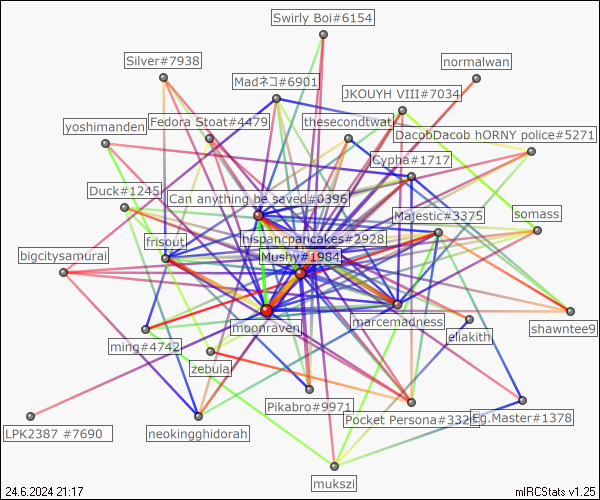 Swirly Boi#6154
Silver#7938
normalwan
Madネコ#6901
JKOUYH VIII#7034
yoshimanden
Fedora Stoat#4479
thesecondtwat
DacobDacob hORNY police#5271
Cypha#1717
Duck#1245
Can anything be saved#0396
Majestic#3375
somass
frisout
hispancpancakes#2928
bigcitysamurai
Mushy#1984
moonraven
marcemadness
shawntee9
ming#4742
eliakith
zebula
Pikabro#9971
Pocket Persona#332
Eg.Master#1378
LPK2387 #7690
neokingghidorah
mukszi
24.6.2024 21:17
mIRCStats v1.25